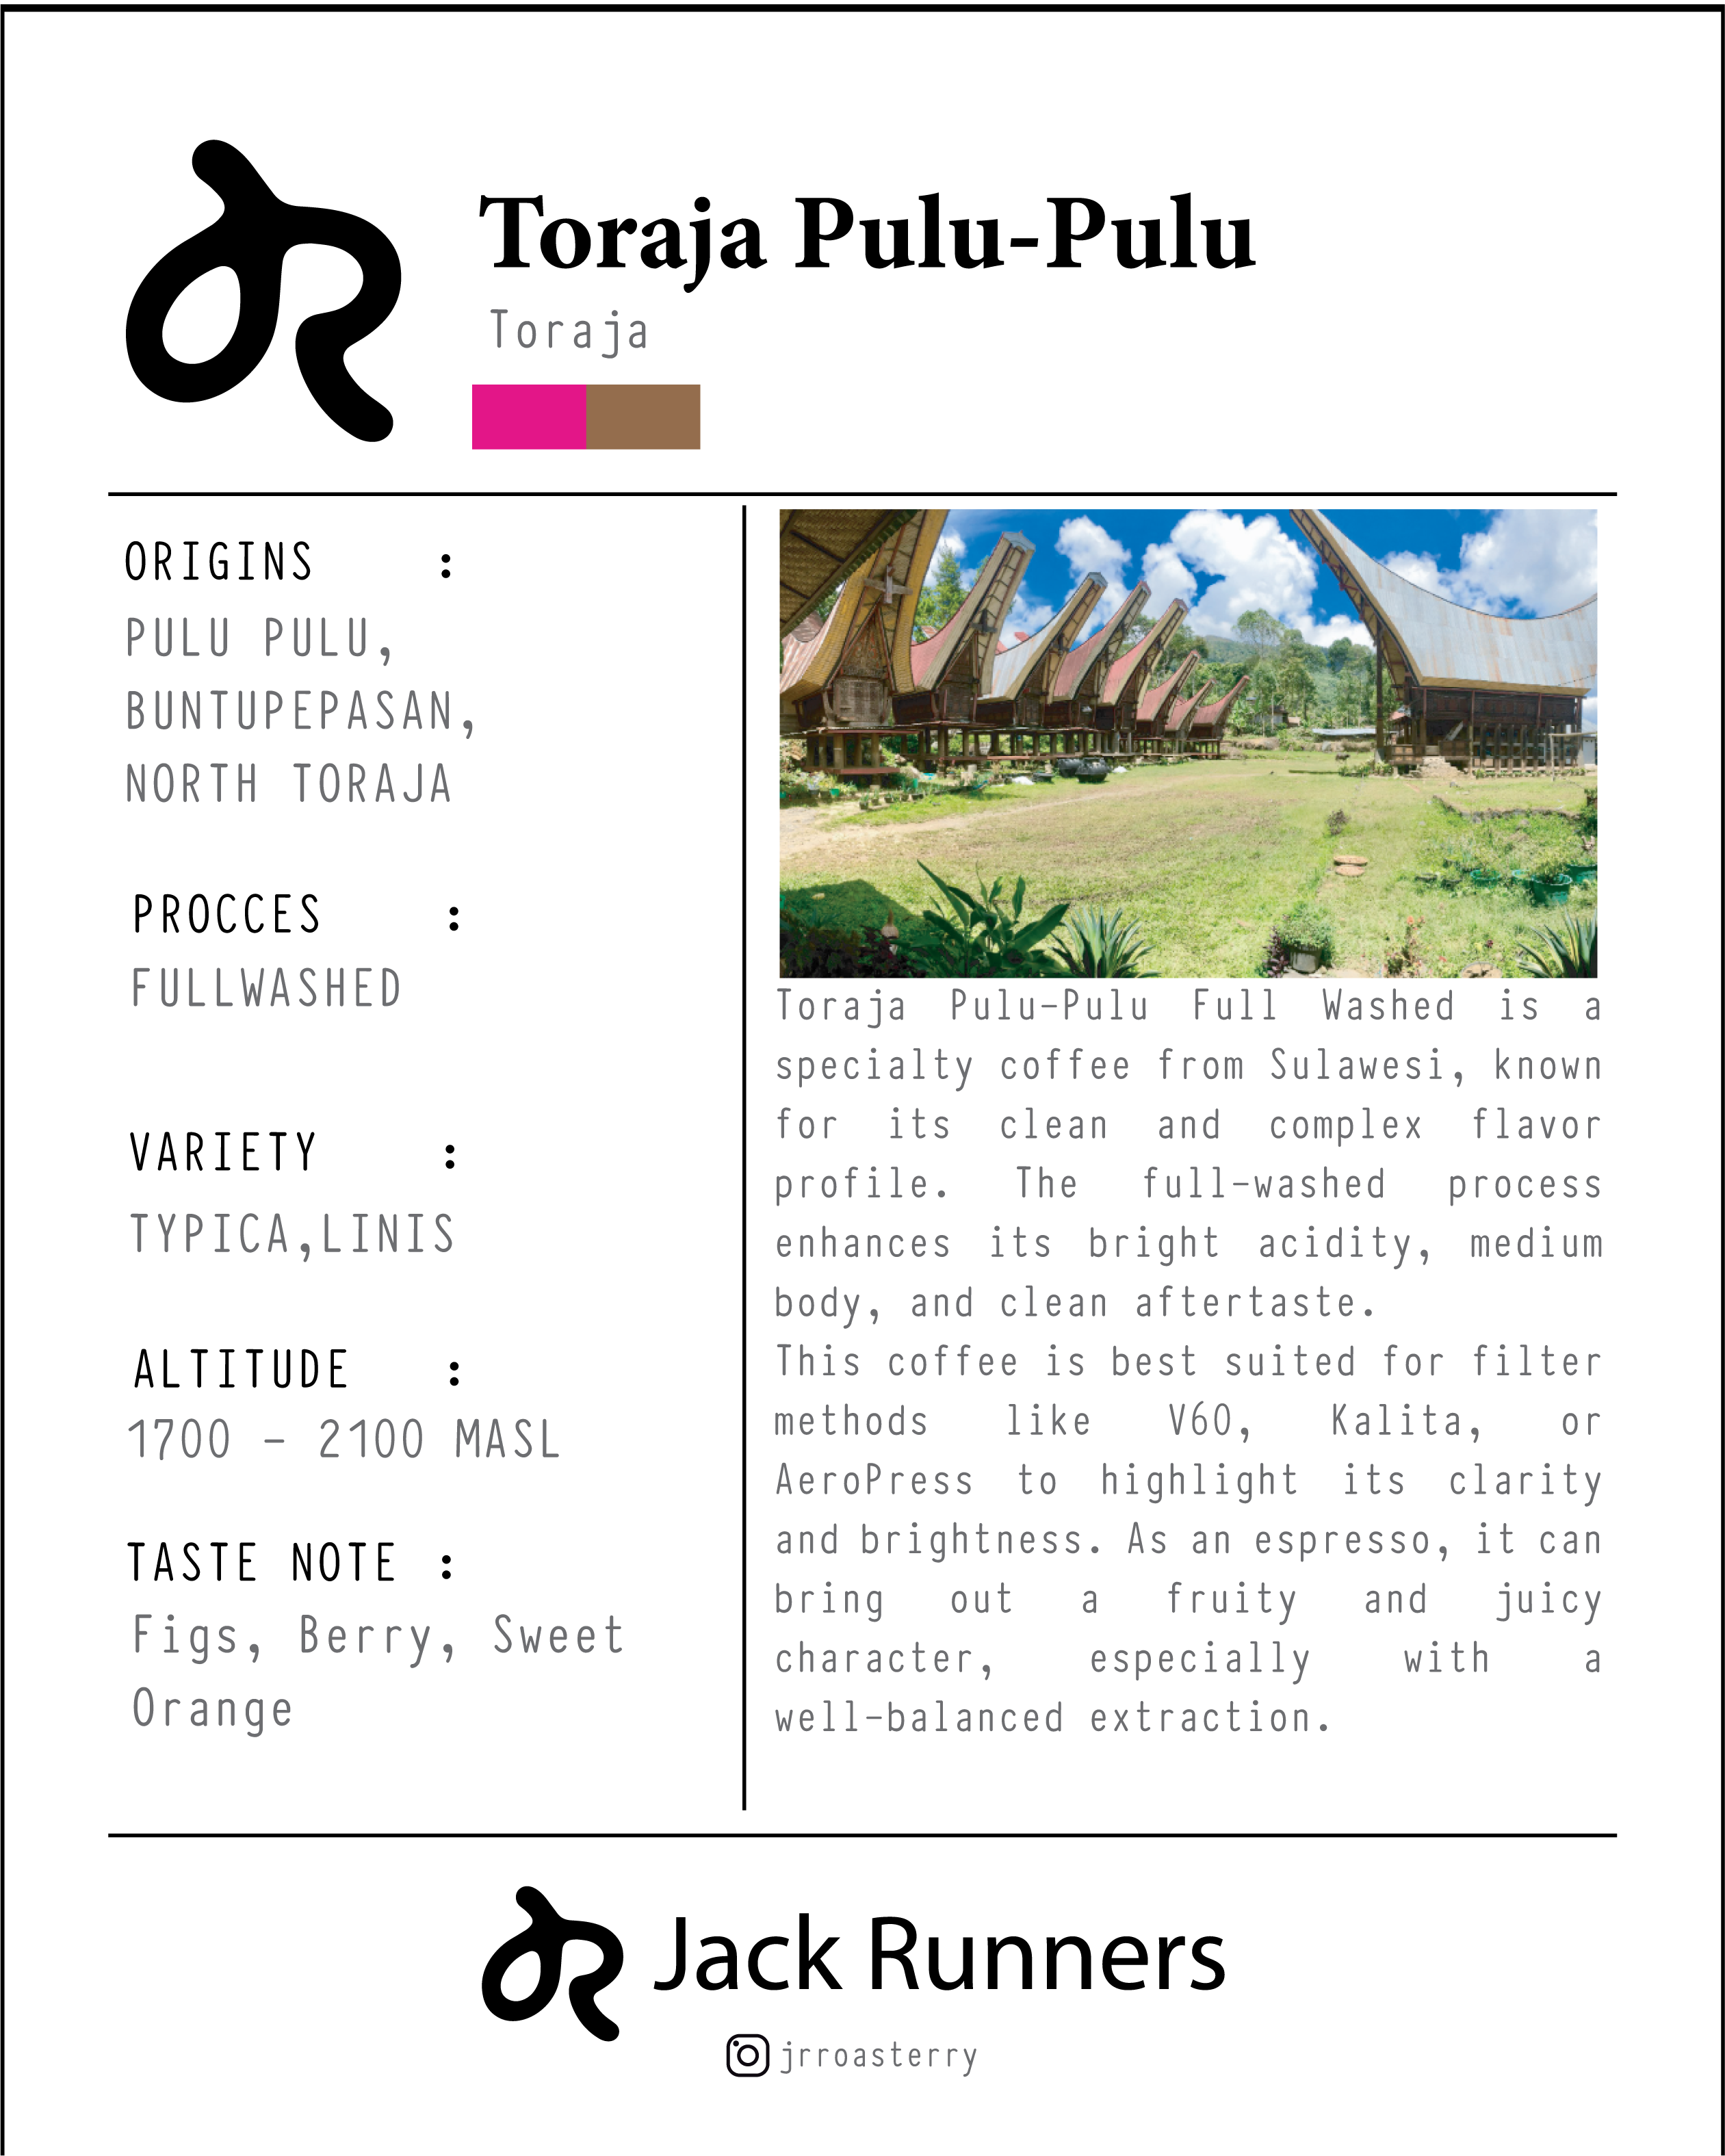 Toraja Pulu-Pulu
Toraja
ORIGINS :
PULU PULU,
BUNTUPEPASAN,
NORTH TORAJA
PROCCES :
FULLWASHED
VARIETY :
TYPICA,LINIS
ALTITUDE :
1700 - 2100 MASL
TASTE NOTE :
Figs, Berry, Sweet
Orange
Toraja Pulu-Pulu Full Washed is a
specialty coffee from Sulawesi, known
for its clean and complex flavor
profile. The full-washed process
enhances its bright acidity, medium
body, and clean aftertaste.
This coffee is best suited for filter
methods like V60, Kalita, or
AeroPress to highlight its clarity
and brightness. As an espresso, it can
bring out a fruity and juicy
character, especially with a
well-balanced extraction.
Jack Runners
jrroasterry